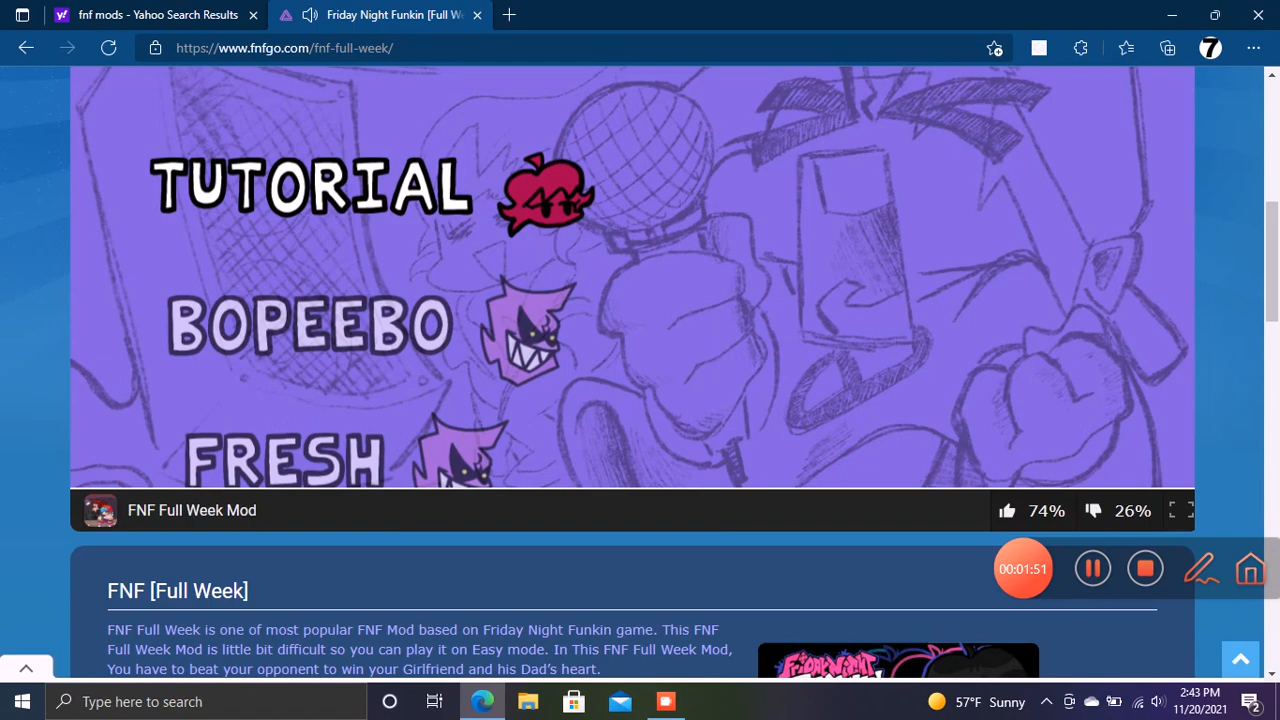 fnf mods - Yahoo Search Results
Friday Night Funkin [Full We
https://www.fnfgo.com/fnf-full-week/
7
TUTORIAL
BOPEEBO
FRESH
FNF Full Week Mod
74%
26%
00:01:51
FNF [Full Week]
FNF Full Week is one of most popular FNF Mod based on Friday Night Funkin game. This FNF
Full Week Mod is little bit difficult so you can play it on Easy mode. In This FNF Full Week Mod,
You have to beat your opponent to win your Girlfriend and his Dad's heart.
FRIDAY NIGHT
Type here to search
57°F Sunny
2:43 PM
11/20/2021
2